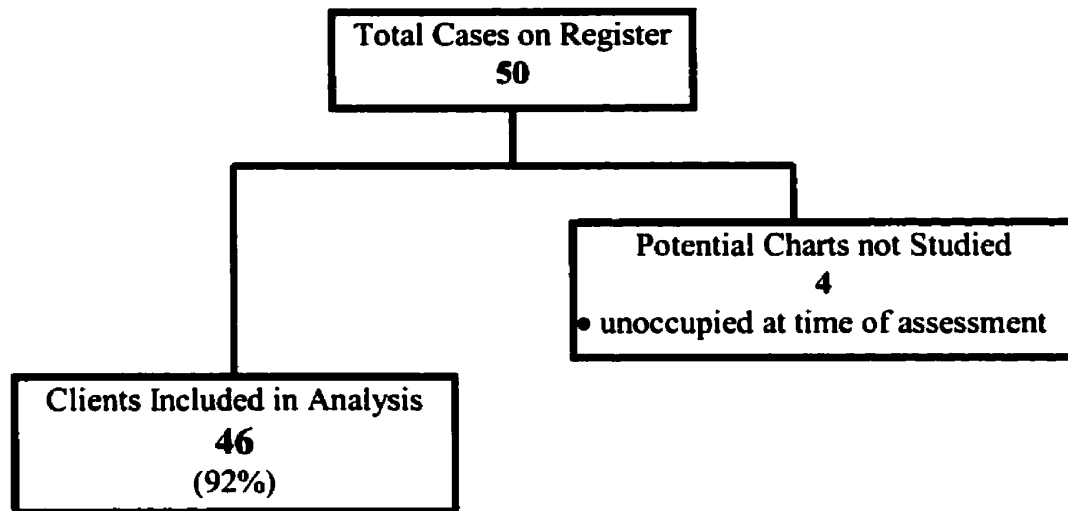 Total Cases on Register
50
Potential Charts not Studied
4
• unoccupied at time of assessment
Clients Included in Analysis
46
(92%)